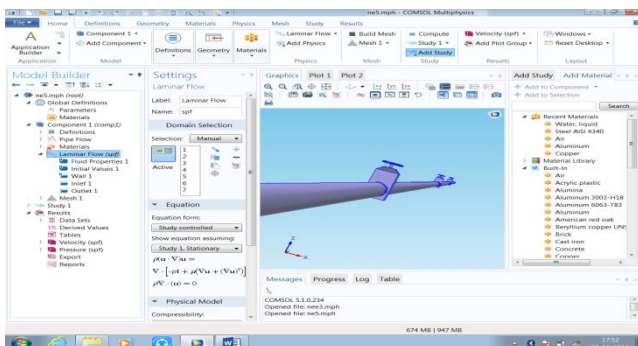 ne5.mph - COMSOL Multiphysics
File Home Definitions Geometry Materials Physics Mesh Study Results
Application Builder
Component 1
Add Component
Definitions
Geometry
Materials
Laminar Flow
Add Physics
Build Mesh
Mesh 1
Compute
Study 1
Add Study
Velocity (spf)
Add Plot Group
Windows
Reset Desktop
Application Model Physics Mesh Study Results Layout
Model Builder
ne5.mph (root)
Global Definitions
Parameters
Materials
Component 1 (comp1)
Definitions
Pipe Flow
Materials
Laminar Flow (spf)
Fluid Properties 1
Initial Values 1
Wall 1
Inlet 1
Outlet 1
Mesh 1
Study 1
Results
Data Sets
Derived Values
Tables
Velocity (spf)
Pressure (spf)
Export
Reports
Settings
Laminar Flow
Label: Laminar Flow
Name: spf
Domain Selection
Selection: Manual
Active
1
2
3
4
5
6
7
Equation
Equation form:
Study controlled
Show equation assuming:
Study 1, Stationary
ρ(u · ∇)u =
∇ · [-pI + μ(∇u + (∇u)ᵀ)]
ρ∇ · (u) = 0
Physical Model
Compressibility:
Graphics Plot 1 Plot 2
z
x
Messages Progress Log Table
COMSOL 5.1.0.234
Opened file: nee3.mph
Opened file: ne5.mph
Add Study Add Material
Add to Component
Add to Selection
Search
Recent Materials
Water, liquid
Steel AISI 4340
Air
Aluminum
Copper
Material Library
Built-In
Air
Acrylic plastic
Alumina
Aluminum 3003-H18
Aluminum 6063-T83
Aluminum
American red oak
Beryllium copper UNS
Brick
Cast iron
Concrete
Copper
674 MB | 947 MB
17:52